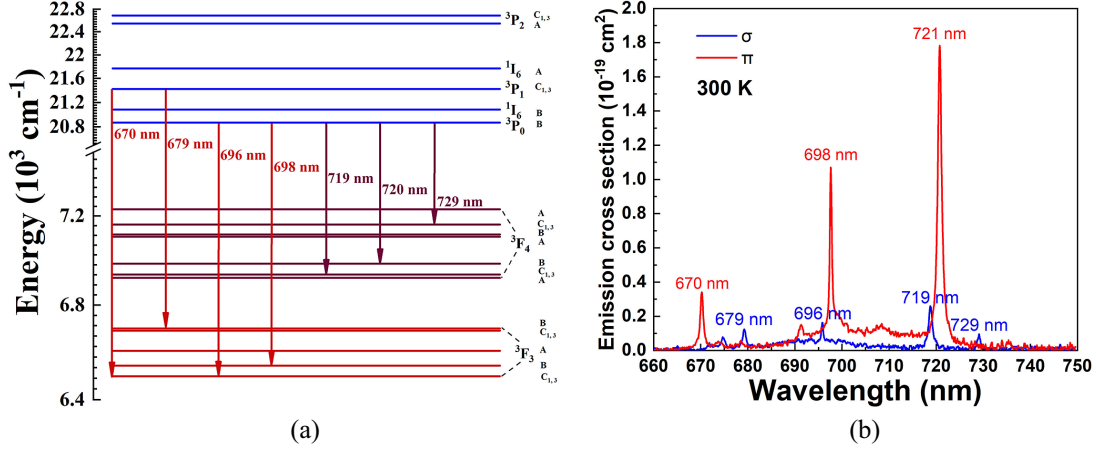 Energy (10³ cm⁻¹)
22.8
22.4
21.6
21.2
20.8
7.2
6.8
6.4
³P₂ C₁,₃
A
¹I₆ A
³P₁ C₁,₃
¹I₆ B
³P₀ B
670 nm
679 nm
696 nm
698 nm
719 nm
720 nm
729 nm
A
C₁,₃
B
A
³F₄
B
C₁,₃
A
B
C₁,₃
A
³F₃
B
C₁,₃
(a)
Emission cross section (10⁻¹⁹ cm²)
2.0
1.8
1.6
1.4
1.2
1.0
0.8
0.6
0.4
0.2
0.0
σ
π
300 K
721 nm
698 nm
670 nm
679 nm
696 nm
719 nm
729 nm
660 670 680 690 700 710 720 730 740 750
Wavelength (nm)
(b)